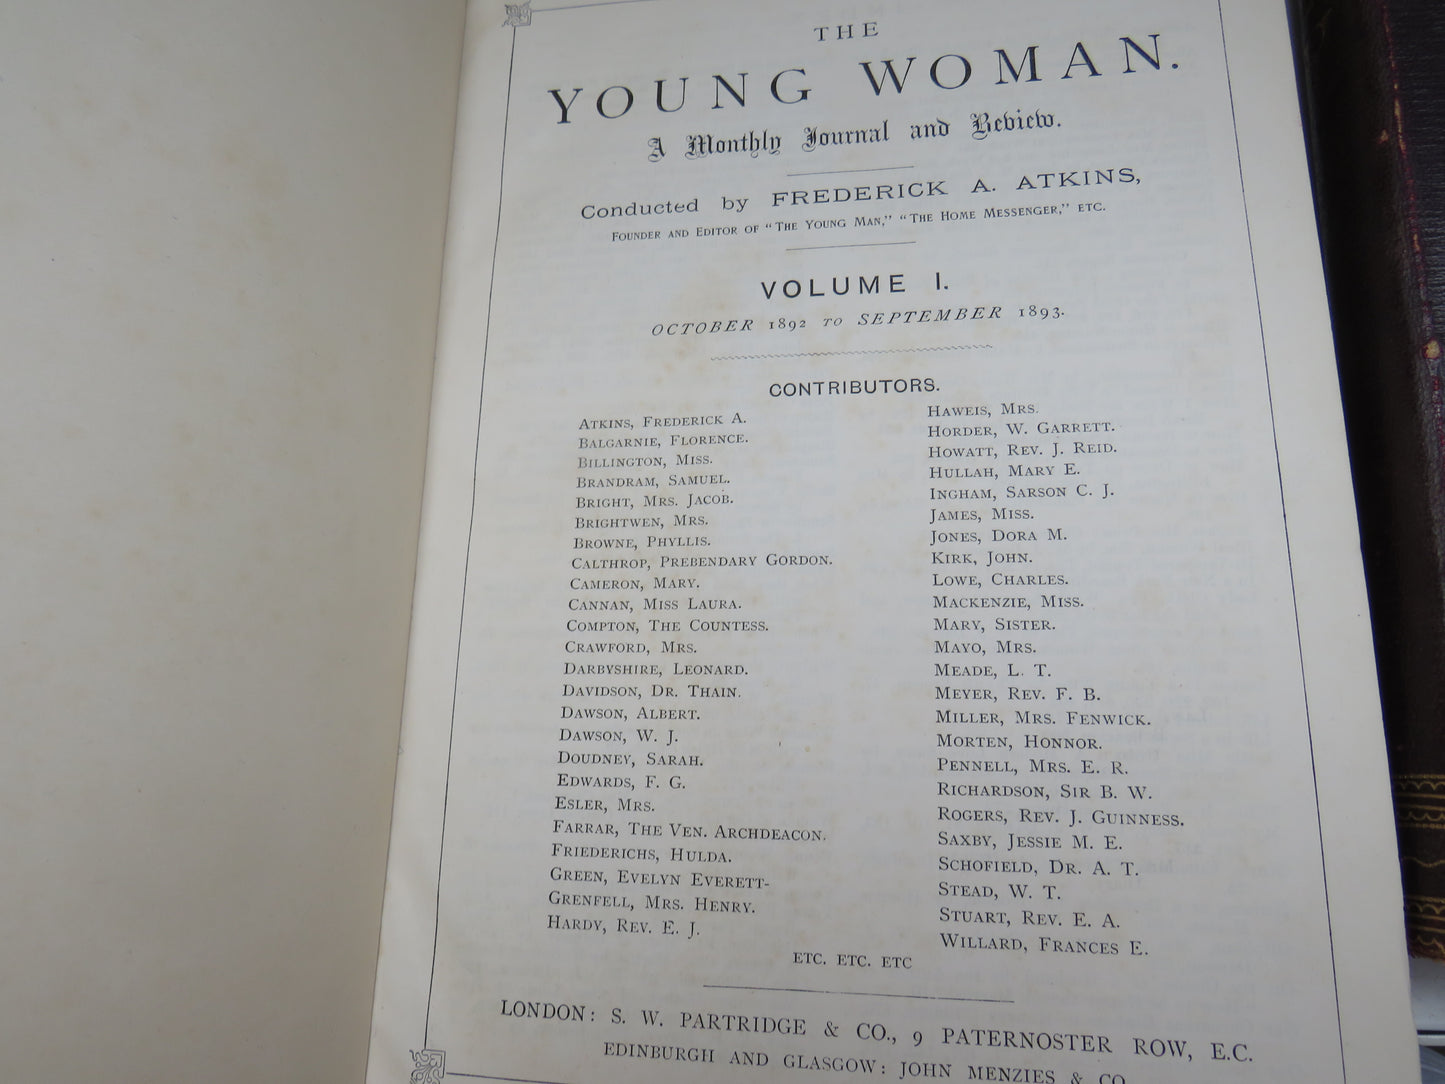 THE
YOUNG WOMAN.
A Monthly Journal and Review.
Conducted by FREDERICK A. ATKINS,
FOUNDER AND EDITOR OF "THE YOUNG MAN," "THE HOME MESSENGER," ETC.
VOLUME I.
OCTOBER 1892 TO SEPTEMBER 1893.
CONTRIBUTORS.
ATKINS, FREDERICK A.
BALGARNIE, FLORENCE.
BILLINGTON, MISS.
BRANDRAM, SAMUEL.
BRIGHT, MRS. JACOB.
BRIGHTWEN, MRS.
BROWNE, PHYLLIS.
CALTHROP, PREBENDARY GORDON.
CAMERON, MARY.
CANNAN, MISS LAURA.
COMPTON, THE COUNTESS.
CRAWFORD, MRS.
DARBYSHIRE, LEONARD.
DAVIDSON, DR. THAIN.
DAWSON, ALBERT.
DAWSON, W. J.
DOUDNEY, SARAH.
EDWARDS, F. G.
ESLER, MRS.
FARRAR, THE VEN. ARCHDEACON.
FRIEDERICHS, HULDA.
GREEN, EVELYN EVERETT-
GRENFELL, MRS. HENRY.
HARDY, REV. E. J.
HAWEIS, MRS.
HORDER, W. GARRETT.
HOWATT, REV. J. REID.
HULLAH, MARY E.
INGHAM, SARSON C. J.
JAMES, MISS.
JONES, DORA M.
KIRK, JOHN.
LOWE, CHARLES.
MACKENZIE, MISS.
MARY, SISTER.
MAYO, MRS.
MEADE, L. T.
MEYER, REV. F. B.
MILLER, MRS. FENWICK.
MORTEN, HONNOR.
PENNELL, MRS. E. R.
RICHARDSON, SIR B. W.
ROGERS, REV. J. GUINNESS.
SAXBY, JESSIE M. E.
SCHOFIELD, DR. A. T.
STEAD, W. T.
STUART, REV. E. A.
WILLARD, FRANCES E.
ETC. ETC. ETC
LONDON: S. W. PARTRIDGE & CO., 9 PATERNOSTER ROW, E.C.
EDINBURGH AND GLASGOW: JOHN MENZIES & CO